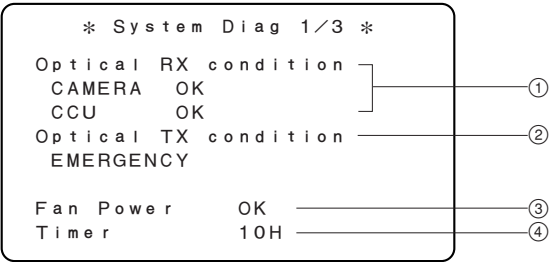 * System Diag 1/3 *
Optical RX condition
CAMERA OK
CCU OK
①
Optical TX condition
②
EMERGENCY
Fan Power OK
③
Timer 10H
④